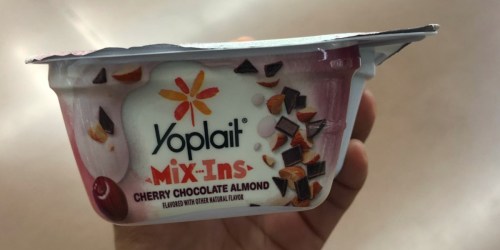 Yoplait®
Mix-Ins
CHERRY CHOCOLATE ALMOND
FLAVORED WITH OTHER NATURAL FLAVOR